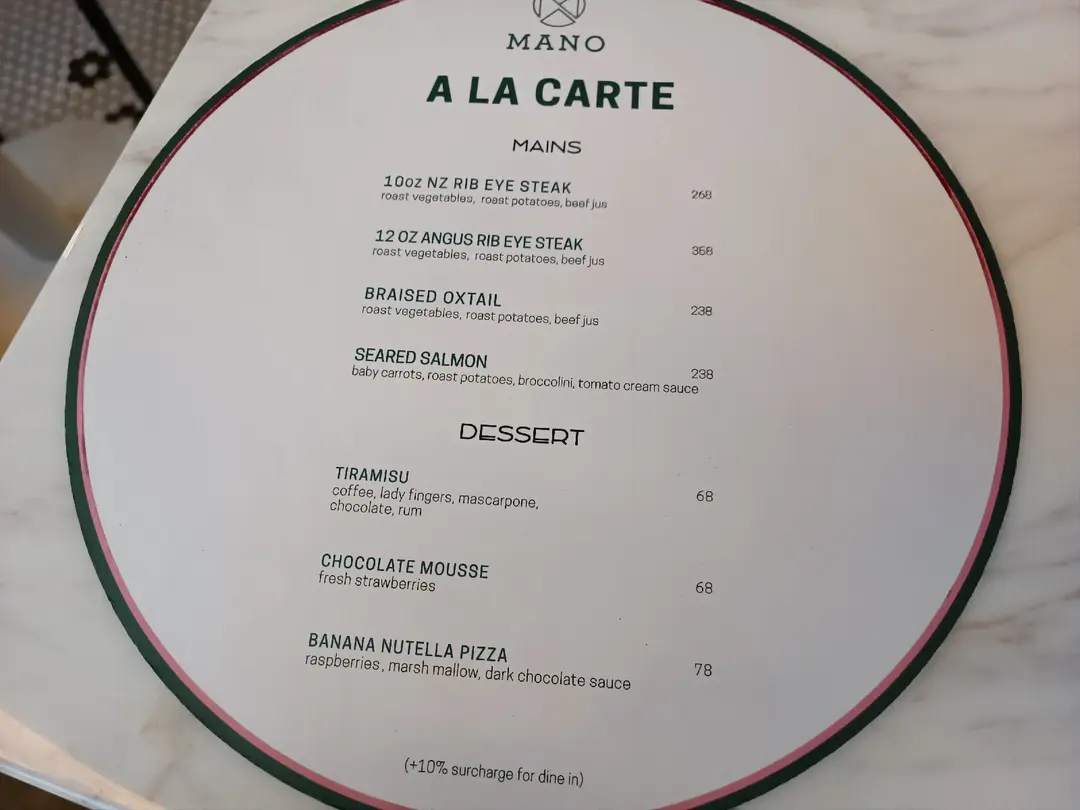 MANO
A LA CARTE
MAINS
10oz NZ RIB EYE STEAK 268
roast vegetables, roast potatoes, beef jus
12 OZ ANGUS RIB EYE STEAK 358
roast vegetables, roast potatoes, beef jus
BRAISED OXTAIL 238
roast vegetables, roast potatoes, beef jus
SEARED SALMON 238
baby carrots, roast potatoes, broccolini, tomato cream sauce
DESSERT
TIRAMISU
coffee, lady fingers, mascarpone, 68
chocolate, rum
CHOCOLATE MOUSSE
fresh strawberries 68
BANANA NUTELLA PIZZA
raspberries, marsh mallow, dark chocolate sauce 78
(+10% surcharge for dine in)